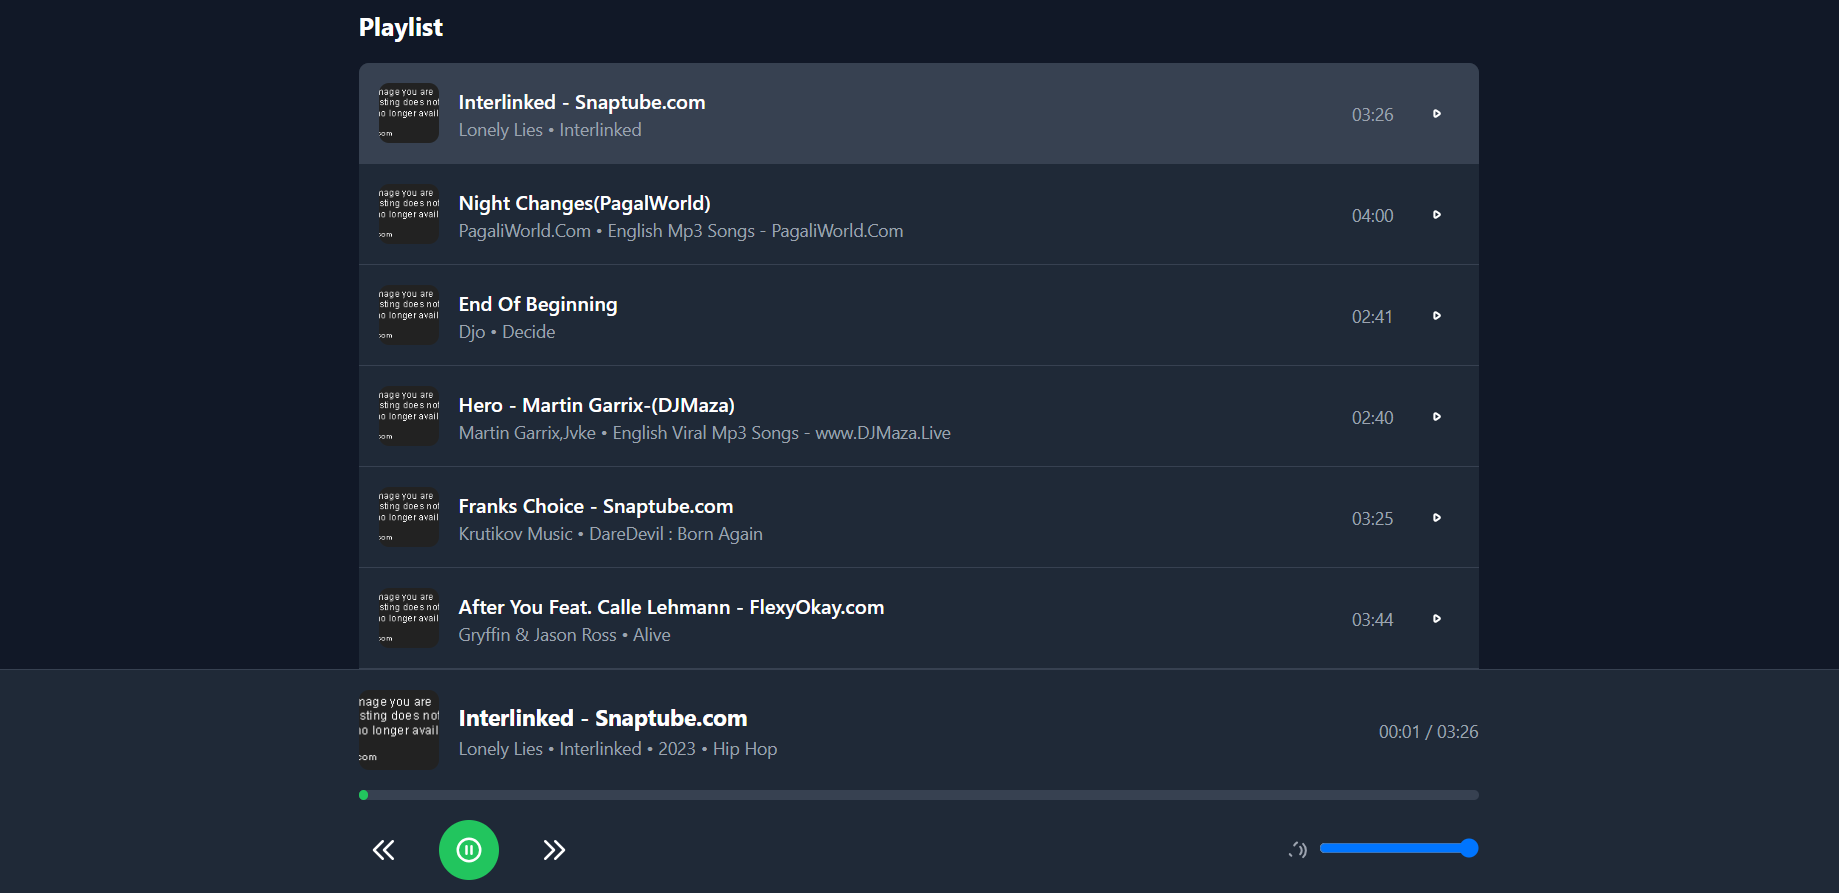 Playlist
nage you are
sting does not
no longer avail
com
Interlinked - Snaptube.com
Lonely Lies • Interlinked
03:26
nage you are
sting does not
no longer avail
com
Night Changes(PagalWorld)
PagaliWorld.Com • English Mp3 Songs - PagaliWorld.Com
04:00
nage you are
sting does not
no longer avail
com
End Of Beginning
Djo • Decide
02:41
nage you are
sting does not
no longer avail
com
Hero - Martin Garrix-(DJMaza)
Martin Garrix,Jvke • English Viral Mp3 Songs - www.DJMaza.Live
02:40
nage you are
sting does not
no longer avail
com
Franks Choice - Snaptube.com
Krutikov Music • DareDevil : Born Again
03:25
nage you are
sting does not
no longer avail
com
After You Feat. Calle Lehmann - FlexyOkay.com
Gryffin & Jason Ross • Alive
03:44
nage you are
sting does not
no longer avail
com
Interlinked - Snaptube.com
Lonely Lies • Interlinked • 2023 • Hip Hop
00:01 / 03:26